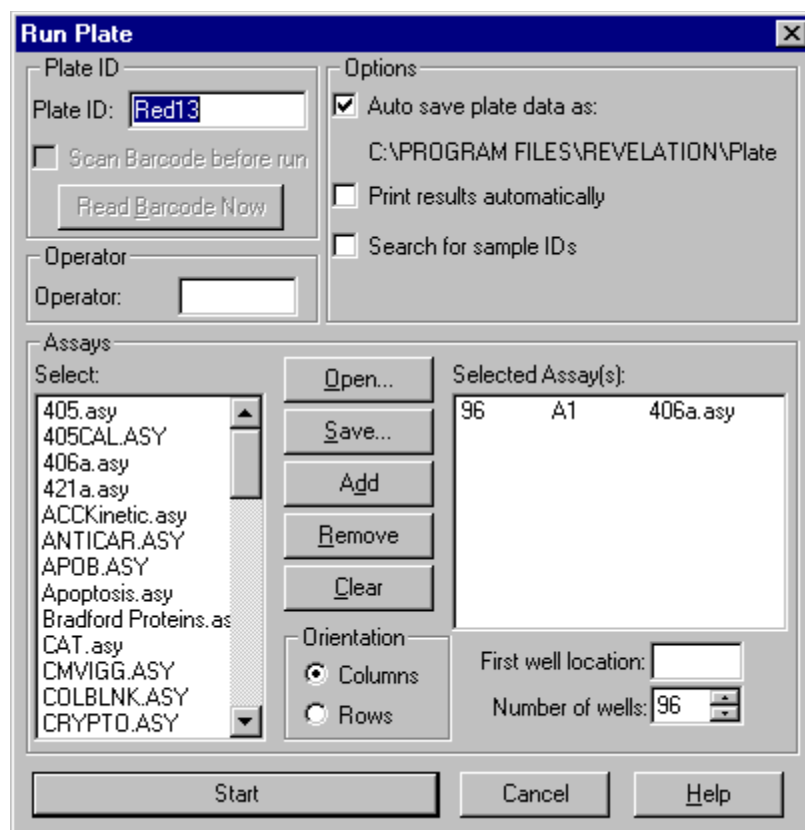 Run Plate
Plate ID
Plate ID: Red13
Scan Barcode before run
Read Barcode Now
Operator
Operator:
Options
Auto save plate data as:
C:\PROGRAM FILES\REVELATION\Plate
Print results automatically
Search for sample IDs
Assays
Select:
405.asy
405CAL.ASY
406a.asy
421a.asy
ACCKinetic.asy
ANTICAR.ASY
APOB.ASY
Apoptosis.asy
Bradford Proteins.as
CAT.asy
CMVIGG.ASY
COLBLNK.ASY
CRYPTO.ASY
Open...
Save...
Add
Remove
Clear
Orientation
Columns
Rows
Selected Assay(s):
96 A1 406a.asy
First well location:
Number of wells: 96
Start
Cancel
Help